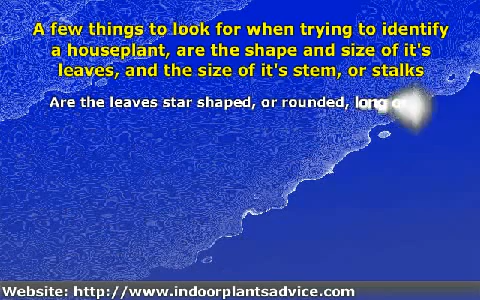 A few things to look for when trying to identify
a houseplant, are the shape and size of it's
leaves, and the size of it's stem, or stalks
Are the leaves star shaped, or rounded, long or
Website: http://www.indoorplantsadvice.com